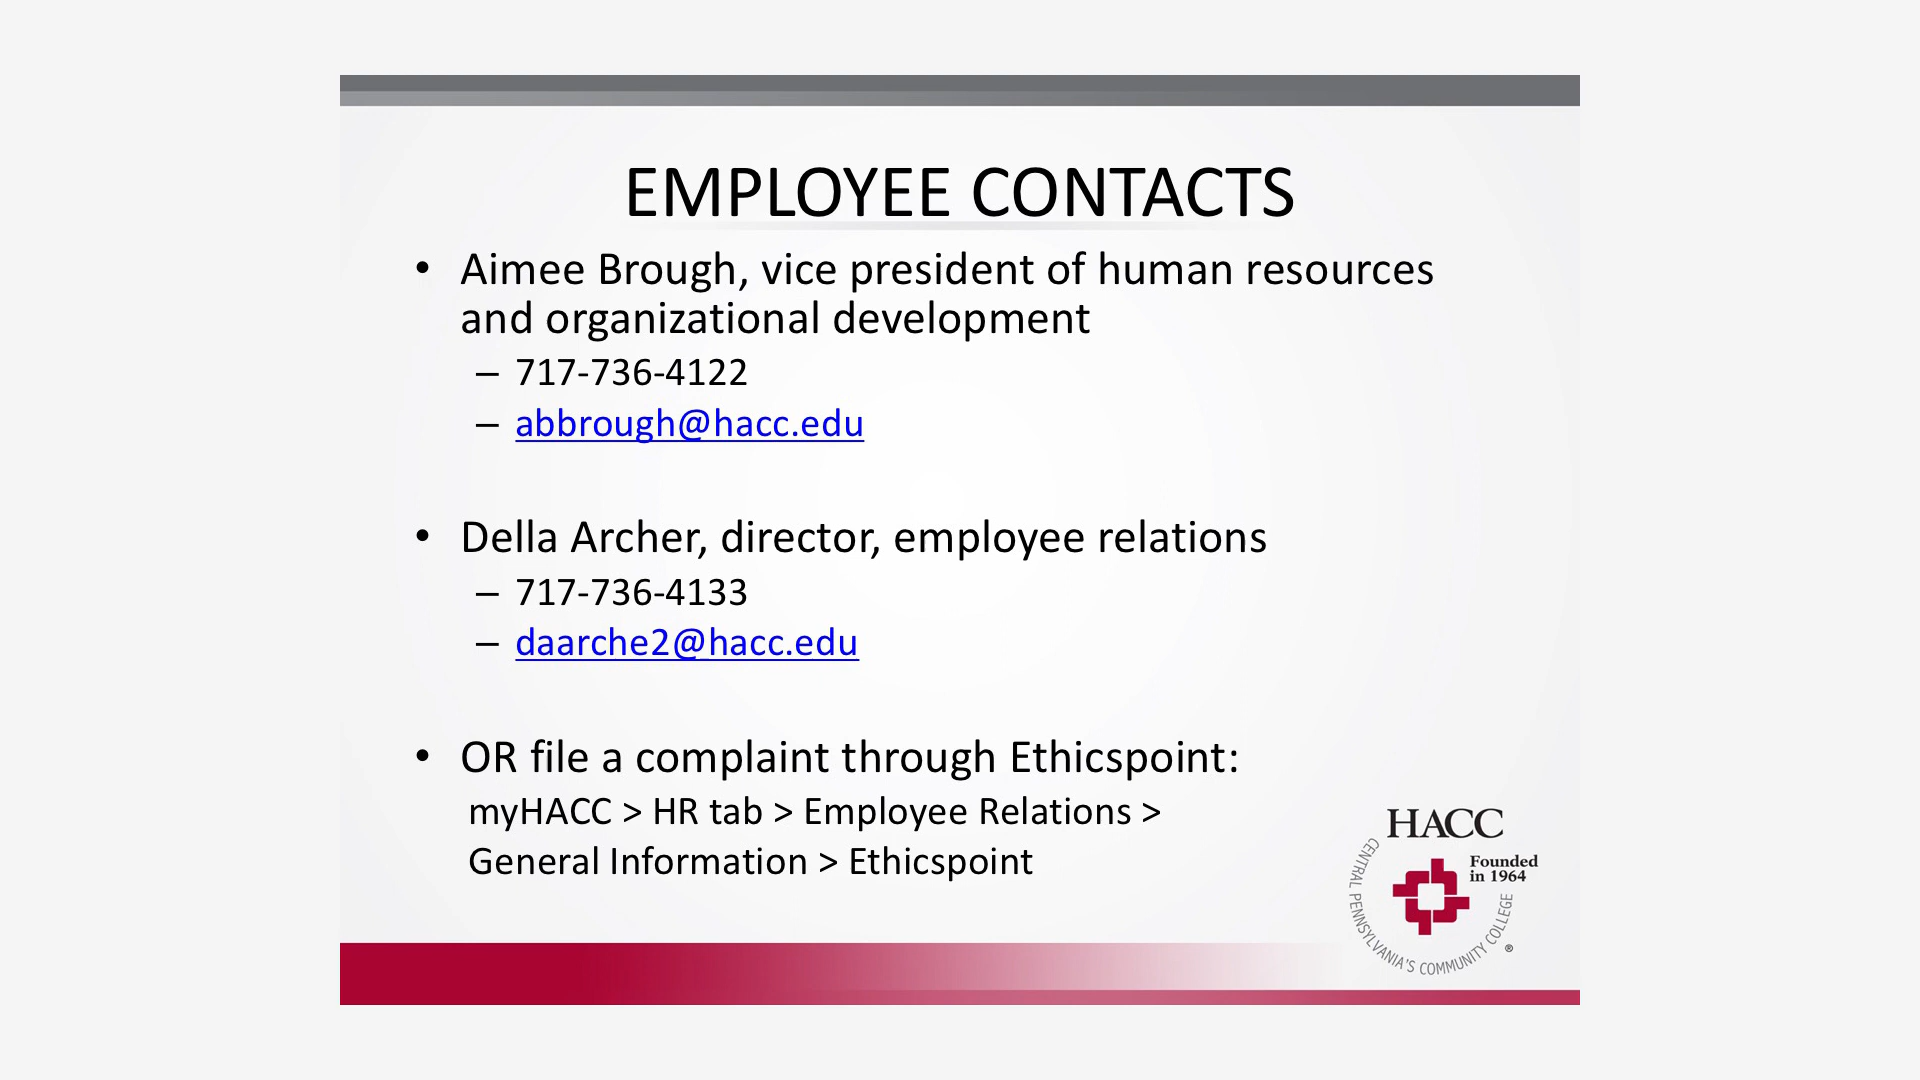 EMPLOYEE CONTACTS
• Aimee Brough, vice president of human resources
and organizational development
– 717-736-4122
– abbrough@hacc.edu
• Della Archer, director, employee relations
– 717-736-4133
– daarche2@hacc.edu
• OR file a complaint through Ethicspoint:
myHACC > HR tab > Employee Relations >
General Information > Ethicspoint
HACC
Founded
in 1964
CENTRAL PENNSYLVANIA'S COMMUNITY COLLEGE
®